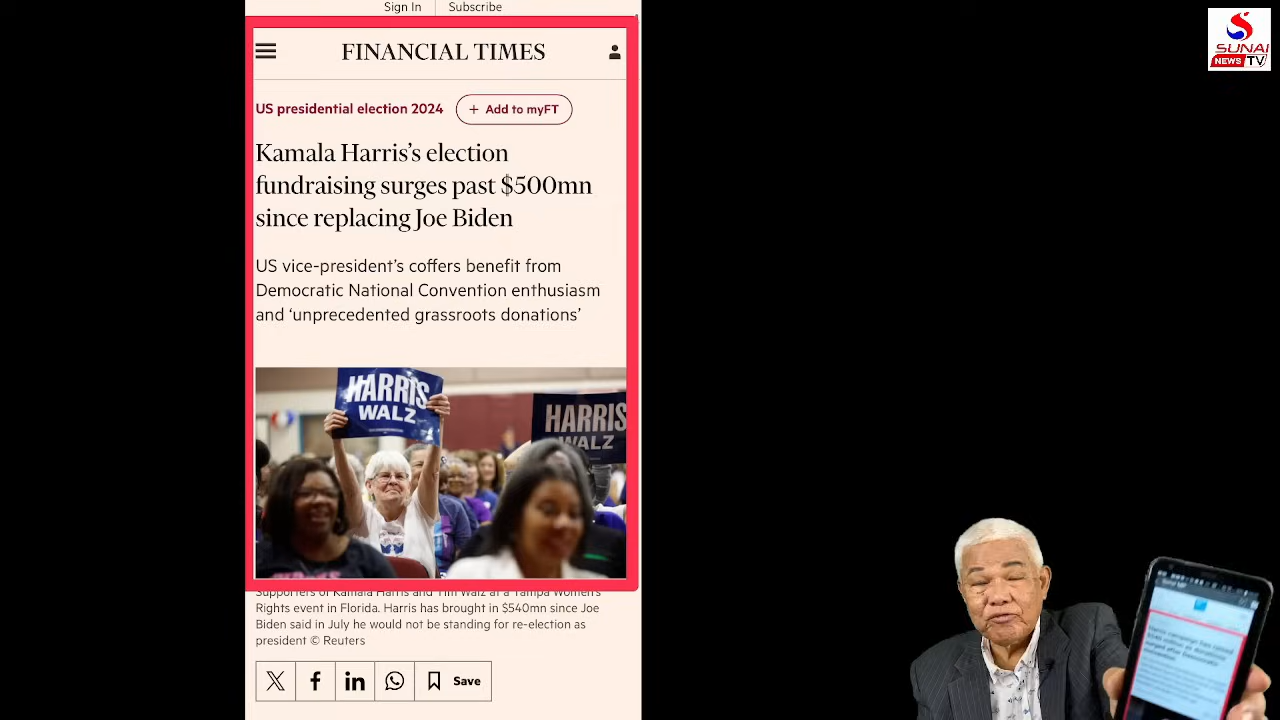 Sign In
Subscribe
FINANCIAL TIMES
US presidential election 2024
+ Add to myFT
Kamala Harris's election
fundraising surges past $500mn
since replacing Joe Biden
US vice-president's coffers benefit from
Democratic National Convention enthusiasm
and ‘unprecedented grassroots donations’
HARRIS
WALZ
HARRIS
WALZ
Supporters of Kamala Harris and Tim Walz at a Tampa Women's
Rights event in Florida. Harris has brought in $540mn since Joe
Biden said in July he would not be standing for re-election as
president © Reuters
Save
SUNAI
NEWS TV